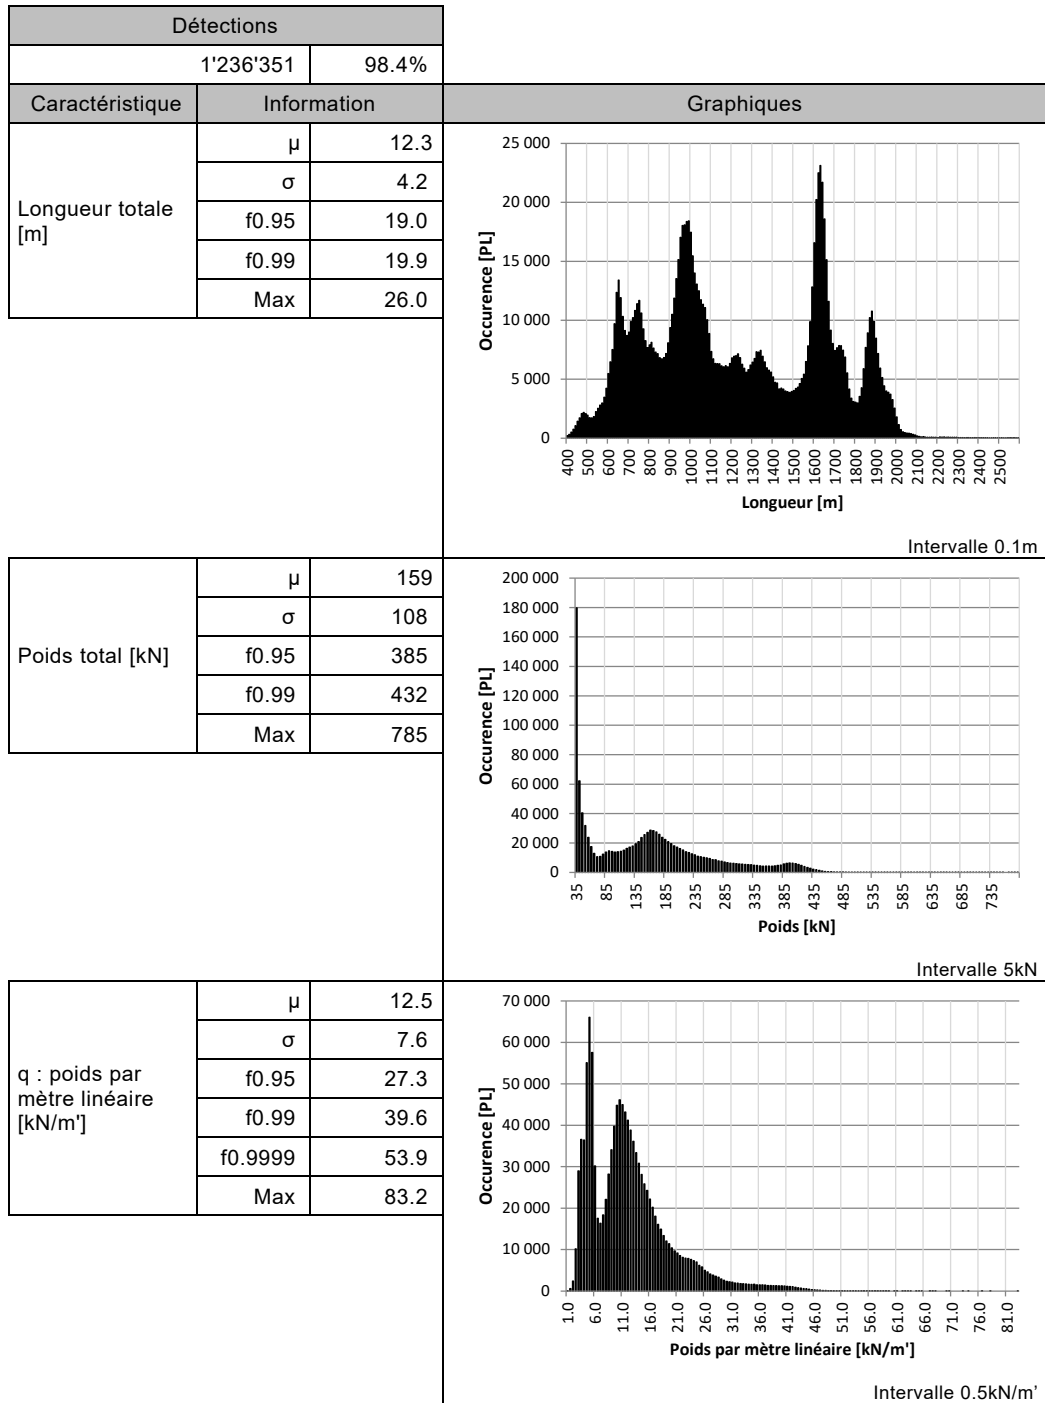 Détections
1'236'351 98.4%
Caractéristique Information Graphiques
Longueur totale [m]
μ 12.3
σ 4.2
f0.95 19.0
f0.99 19.9
Max 26.0
Occurence [PL]
25 000
20 000
15 000
10 000
5 000
0
400 500 600 700 800 900 1000 1100 1200 1300 1400 1500 1600 1700 1800 1900 2000 2100 2200 2300 2400 2500
Longueur [m]
Intervalle 0.1m
Poids total [kN]
μ 159
σ 108
f0.95 385
f0.99 432
Max 785
Occurence [PL]
200 000
180 000
160 000
140 000
120 000
100 000
80 000
60 000
40 000
20 000
0
35 85 135 185 235 285 335 385 435 485 535 585 635 685 735
Poids [kN]
Intervalle 5kN
q : poids par
mètre linéaire
[kN/m']
μ 12.5
σ 7.6
f0.95 27.3
f0.99 39.6
f0.9999 53.9
Max 83.2
Occurence [PL]
70 000
60 000
50 000
40 000
30 000
20 000
10 000
0
1.0 6.0 11.0 16.0 21.0 26.0 31.0 36.0 41.0 46.0 51.0 56.0 61.0 66.0 71.0 76.0 81.0
Poids par mètre linéaire [kN/m']
Intervalle 0.5kN/m’